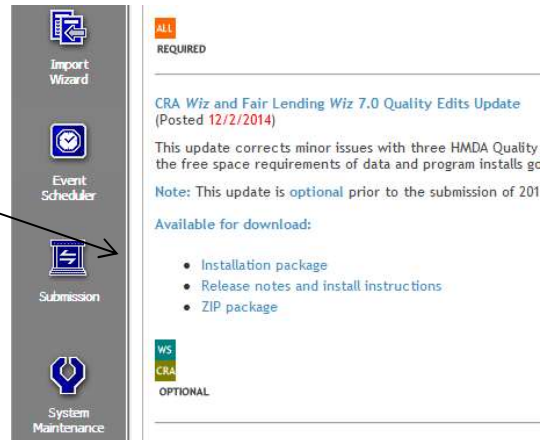 Import
Wizard
Event
Scheduler
Submission
System
Maintenance
ALL
REQUIRED
CRA Wiz and Fair Lending Wiz 7.0 Quality Edits Update
(Posted 12/2/2014)
This update corrects minor issues with three HMDA Quality
the free space requirements of data and program installs
Note: This update is optional prior to the submission of
Available for download:
• Installation package
• Release notes and install instructions
• ZIP package
WS
CRA
OPTIONAL